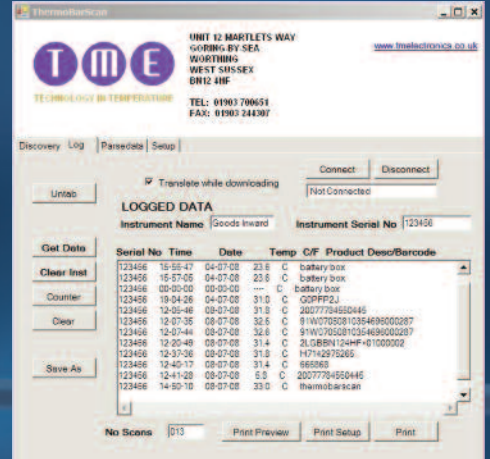 ThermoBarScan
UNIT 12 MARTLETS WAY
GORING BY SEA
WORTHING
WEST SUSSEX
BN12 4HF
TEL: 01903 700651
FAX: 01903 244307
www.tmelectronics.co.uk
TME
TECHNOLOGY IN TEMPERATURE
Discovery Log Parsedata Setup
Connect Disconnect
Untab Translate while downloading Not Connected
LOGGED DATA
Instrument Name Goods Inward Instrument Serial No 123456
Get Data
Clear Inst
Counter
Clear
Save As
Serial No Time Date Temp C/F Product Desc/Barcode
123456 15-56-47 04-07-08 23.6 C battery box
123456 15-57-05 04-07-08 23.6 C battery box
123456 00-00-00 00-00-00 ---- C battery box
123456 19-04-26 04-07-08 31.0 C G0PFP2J
123456 12-05-46 08-07-08 31.8 C 20077784550445
123456 12-07-35 08-07-08 32.6 C
123456 12-07-44 08-07-08 32.6 C
123456 12-20-48 08-07-08 31.4 C 2LGBBN124HF+01000002
123456 12-37-36 08-07-08 31.8 C H7142975265
123456 12-40-17 08-07-08 31.4 C
123456 12-41-28 08-07-08 5.8 C 20077784550445
123456 14-50-10 08-07-08 33.0 C thermobarscan
No Scans 013 Print Preview Print Setup Print